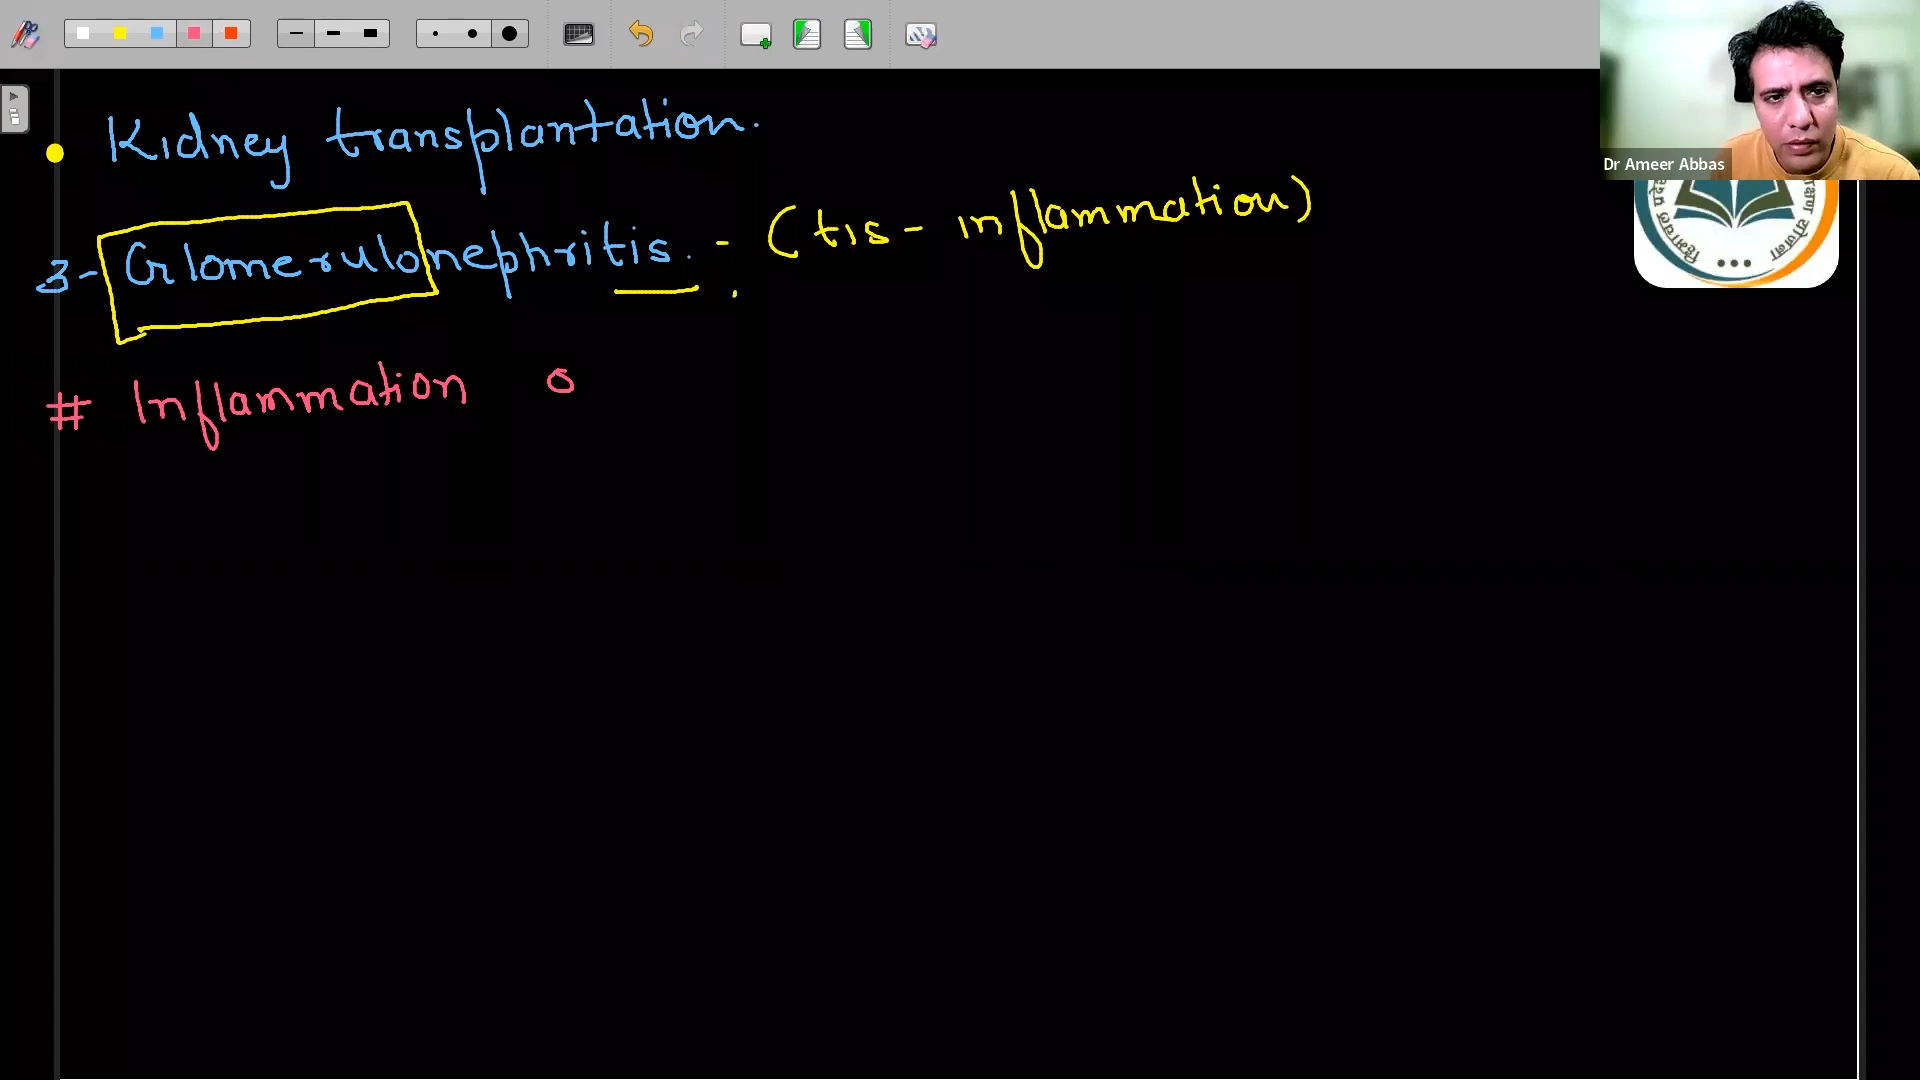 • Kidney transplantation.
3- Glomerulonephritis. - (tis - inflammation)
# Inflammation o
Dr Ameer Abbas